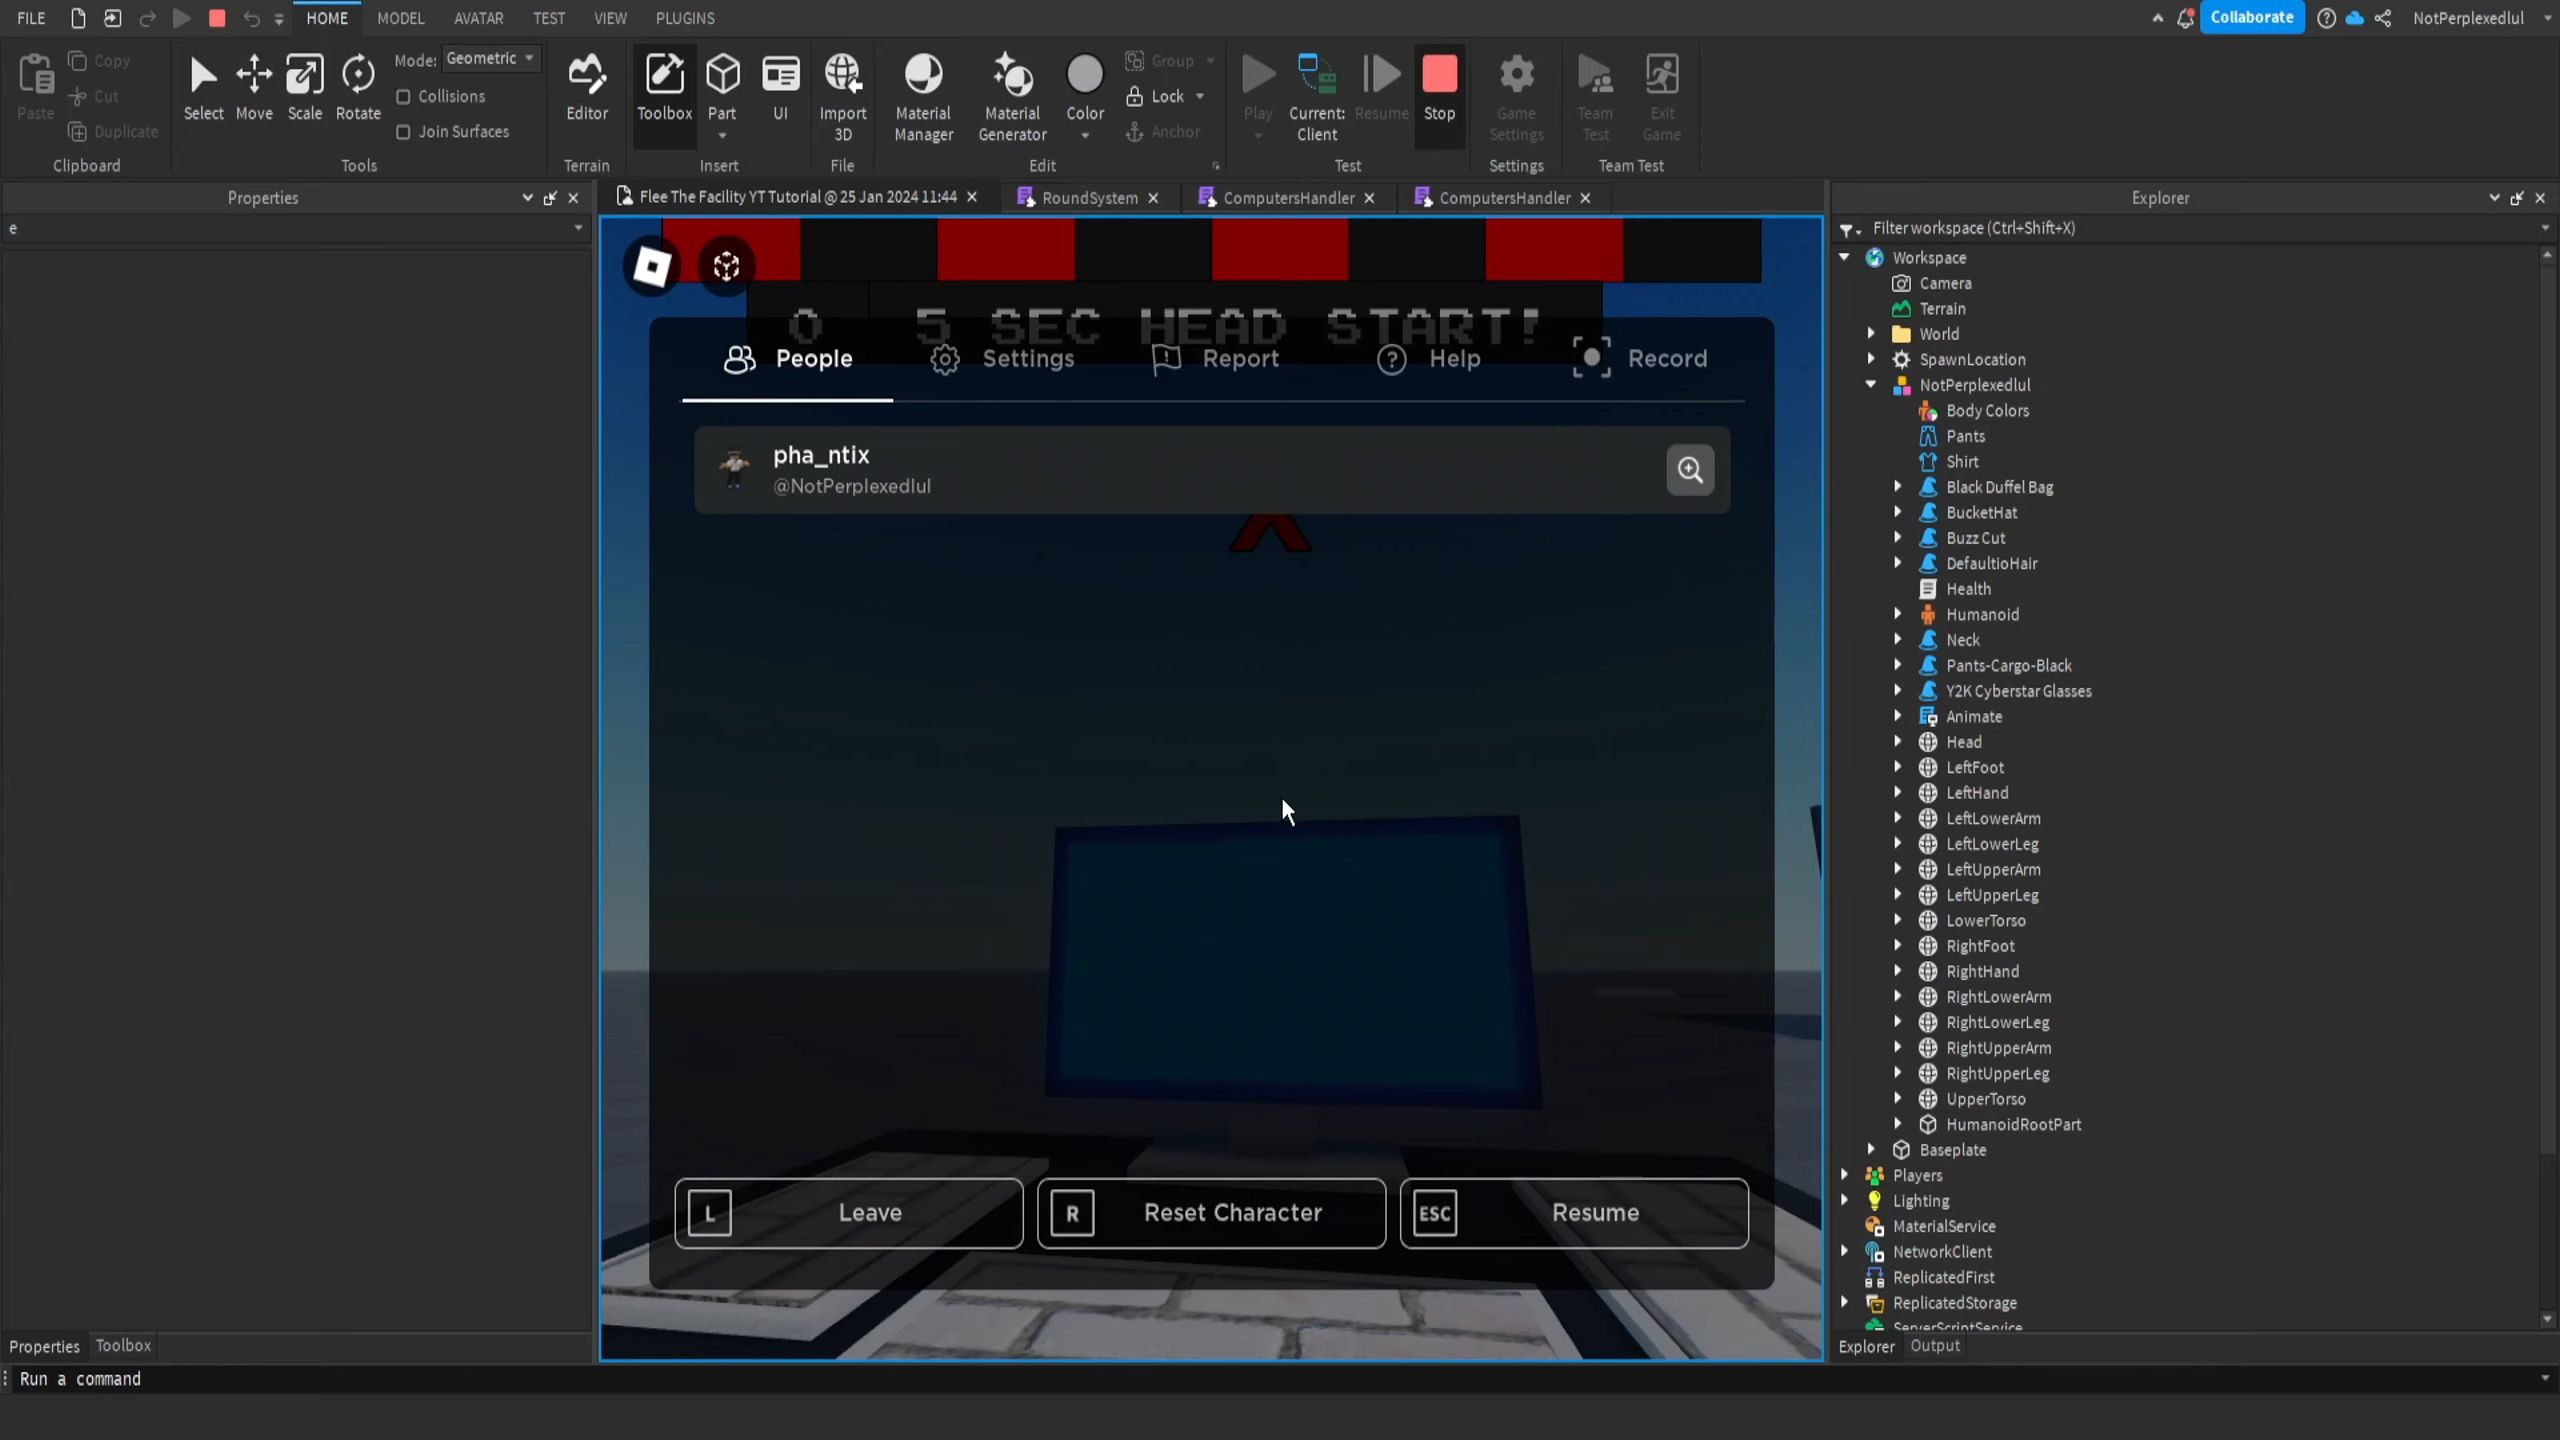 FILE HOME MODEL AVATAR TEST VIEW PLUGINS Collaborate NotPerplexedlul
Paste Copy Cut Duplicate Clipboard
Select Move Scale Rotate Mode: Geometric Collisions Join Surfaces Tools
Editor Terrain
Toolbox Part UI Insert
Import 3D File
Material Manager Material Generator Color Group Lock Anchor Edit
Play Current: Client Resume Stop Test
Game Settings Settings
Team Test Exit Game Team Test
Properties
e
Flee The Facility YT Tutorial @ 25 Jan 2024 11:44 RoundSystem ComputersHandler ComputersHandler
0 5 SEC HEAD START!
People Settings Report Help Record
pha_ntix
@NotPerplexedlul
X
L Leave R Reset Character ESC Resume
Explorer
Filter workspace (Ctrl+Shift+X)
Workspace
Camera
Terrain
World
SpawnLocation
NotPerplexedlul
Body Colors
Pants
Shirt
Black Duffel Bag
BucketHat
Buzz Cut
DefaultioHair
Health
Humanoid
Neck
Pants-Cargo-Black
Y2K Cyberstar Glasses
Animate
Head
LeftFoot
LeftHand
LeftLowerArm
LeftLowerLeg
LeftUpperArm
LeftUpperLeg
LowerTorso
RightFoot
RightHand
RightLowerArm
RightLowerLeg
RightUpperArm
RightUpperLeg
UpperTorso
HumanoidRootPart
Baseplate
Players
Lighting
MaterialService
NetworkClient
ReplicatedFirst
ReplicatedStorage
ServerScriptService
Properties Toolbox
Explorer Output
Run a command